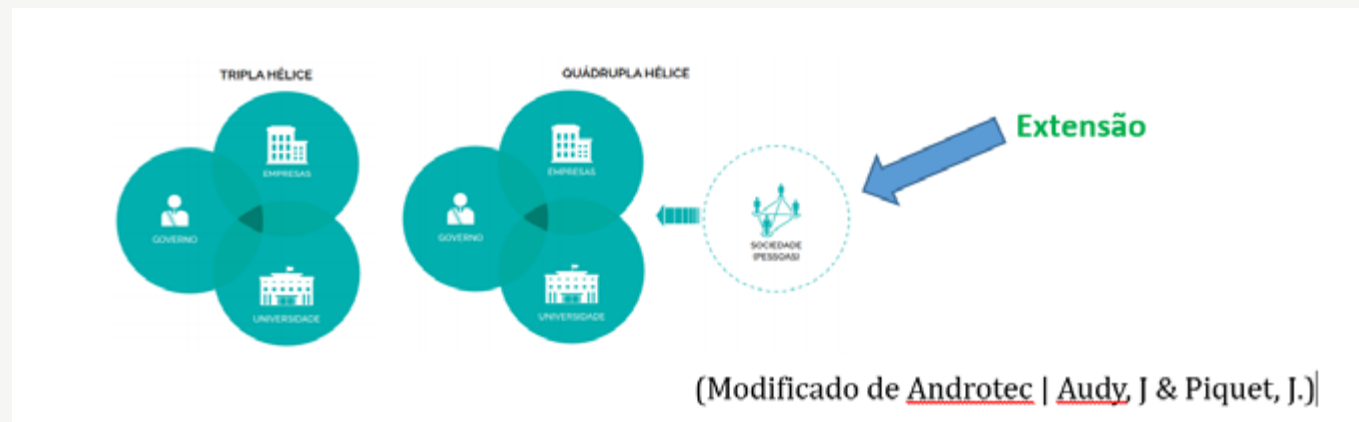 TRIPLA HÉLICE
EMPRESAS
GOVERNO
UNIVERSIDADE
QUÁDRUPLA HÉLICE
EMPRESAS
GOVERNO
UNIVERSIDADE
SOCIEDADE
(PESSOAS)
Extensão
(Modificado de Androtec | Audy, J & Piquet, J.)